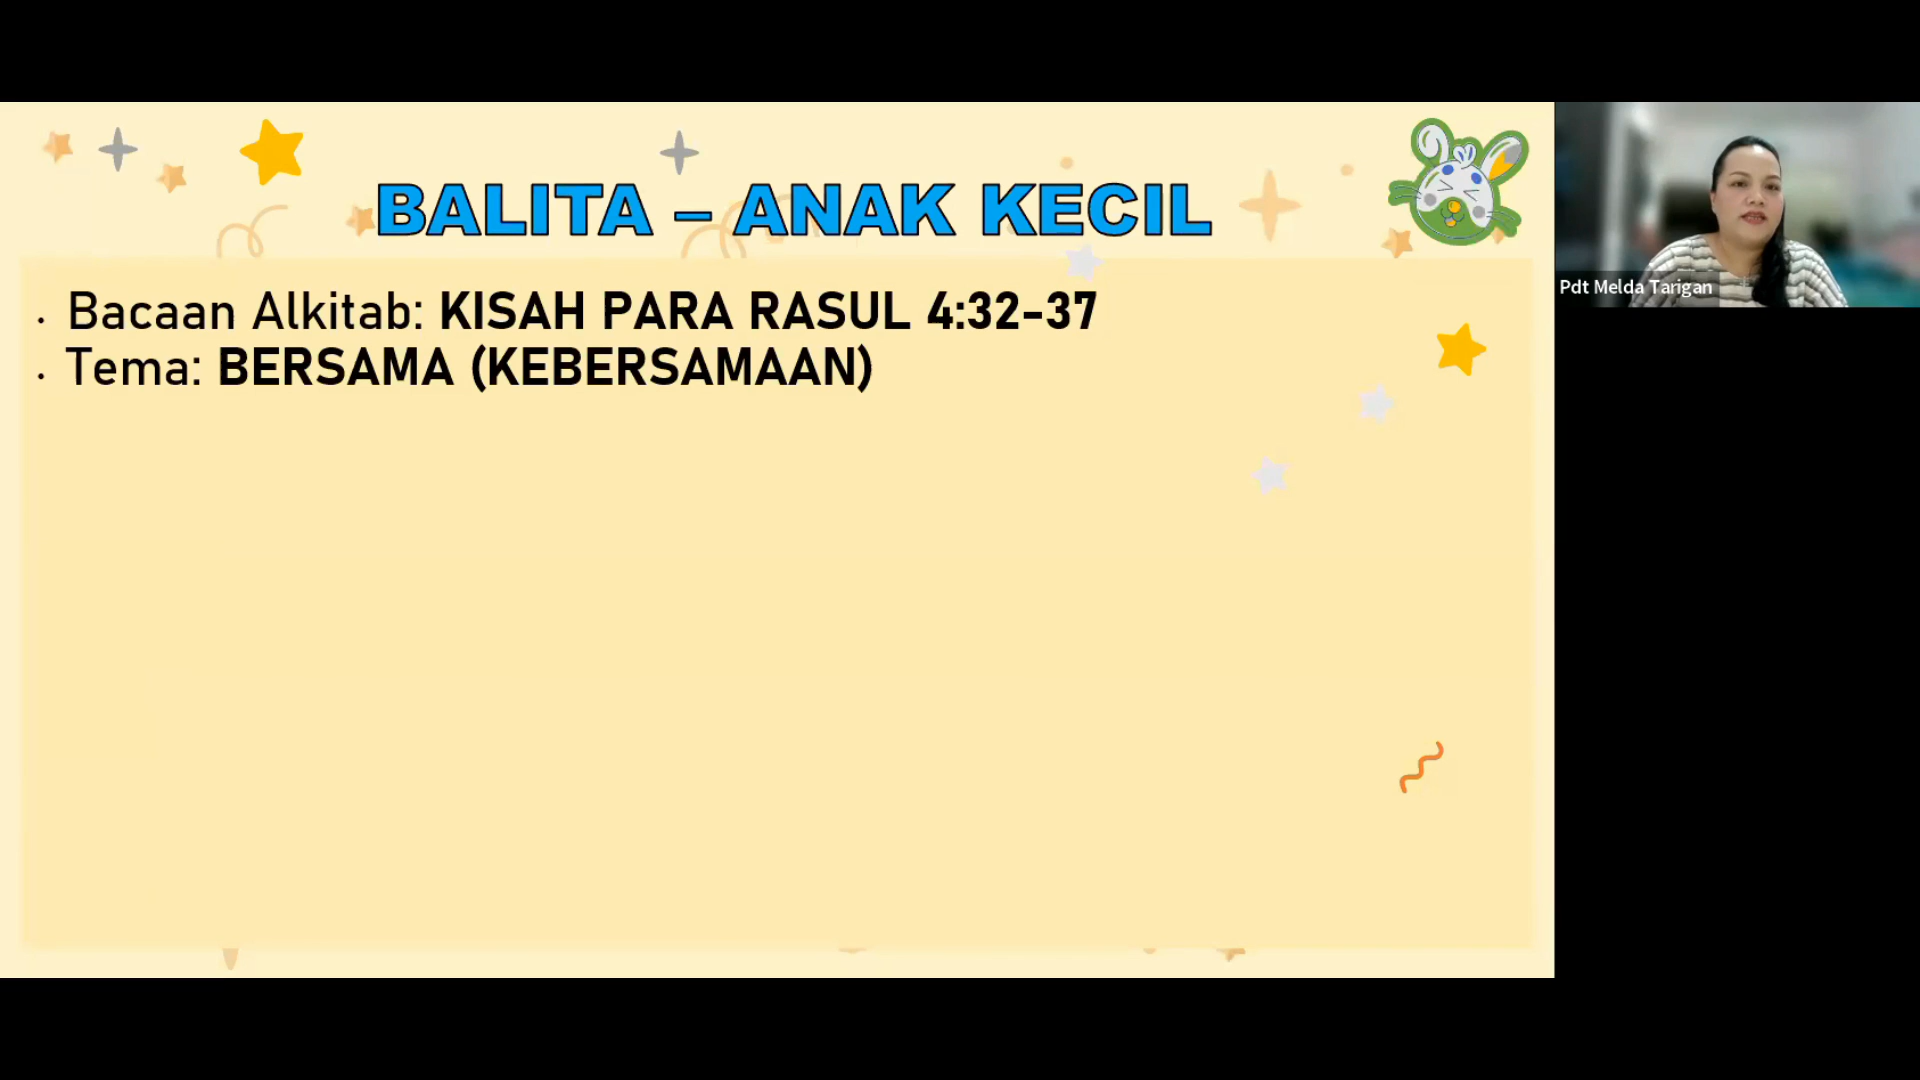 BALITA – ANAK KECIL
• Bacaan Alkitab: KISAH PARA RASUL 4:32-37
• Tema: BERSAMA (KEBERSAMAAN)
Pdt Melda Tarigan